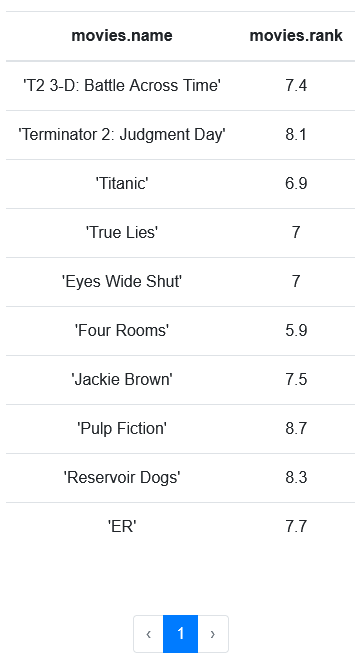 movies.name movies.rank
'T2 3-D: Battle Across Time' 7.4
'Terminator 2: Judgment Day' 8.1
'Titanic' 6.9
'True Lies' 7
'Eyes Wide Shut' 7
'Four Rooms' 5.9
'Jackie Brown' 7.5
'Pulp Fiction' 8.7
'Reservoir Dogs' 8.3
'ER' 7.7
‹ 1 ›